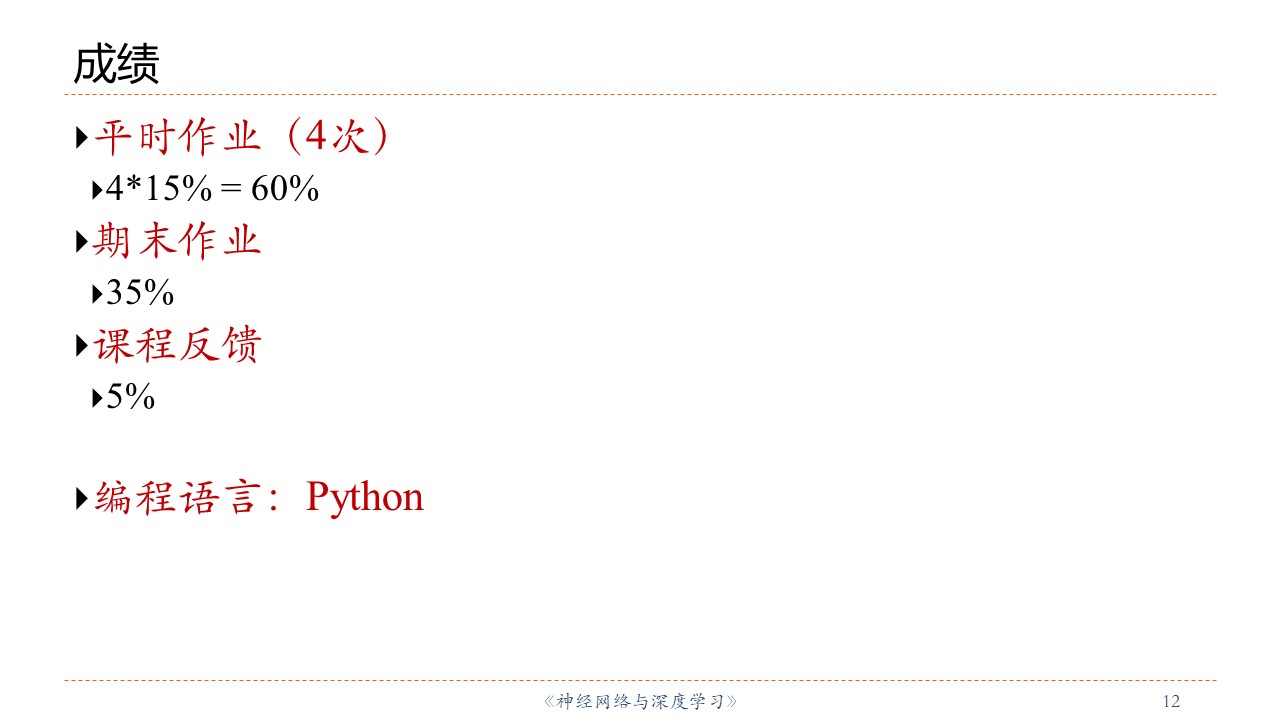 成绩
平时作业（4次）
4*15% = 60%
期末作业
35%
课程反馈
5%
编程语言：Python
《神经网络与深度学习》
12